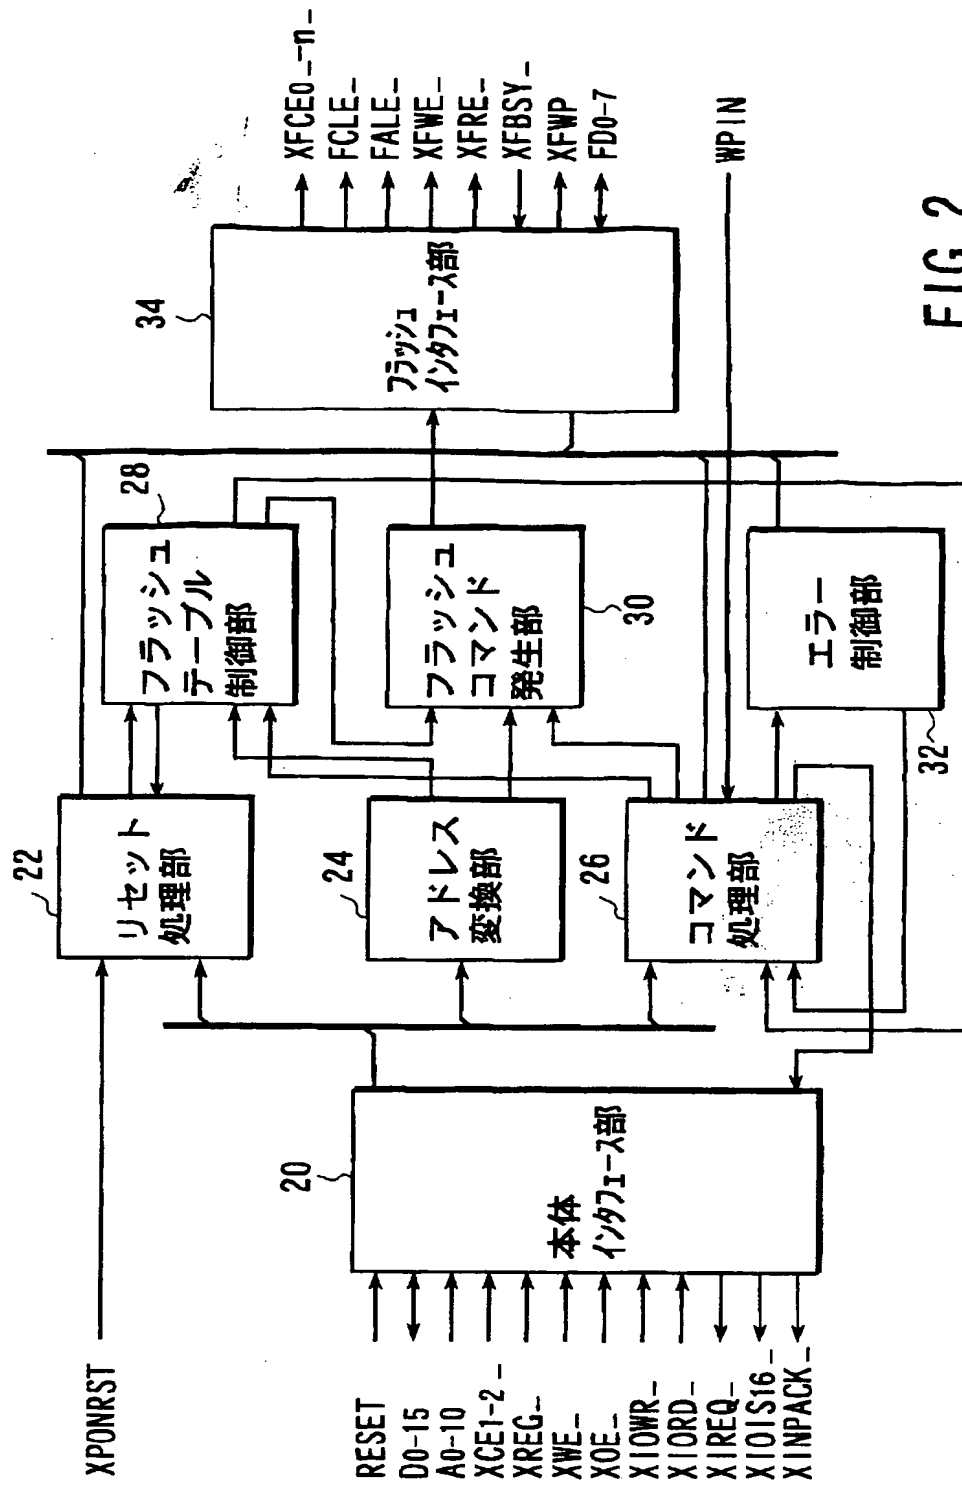 XPONRST
RESET
D0-15
A0-10
XCE1-2_
XREG_
XWE_
XOE_
XIOWR_
XIORD_
XIREQ_
XIOIS16_
XINPACK_
20
本体
インタフェース部
22
リセット
処理部
24
アドレス
変換部
26
コマンド
処理部
28
フラッシュ
テーブル
制御部
フラッシュ
コマンド
発生部
30
エラー
制御部
32
34
フラッシュ
インタフェース部
XFCE0_-n_
FCLE_
FALE_
XFWE_
XFRE_
XFBSY_
XFWP
FD0-7
WPIN
FIG. 2